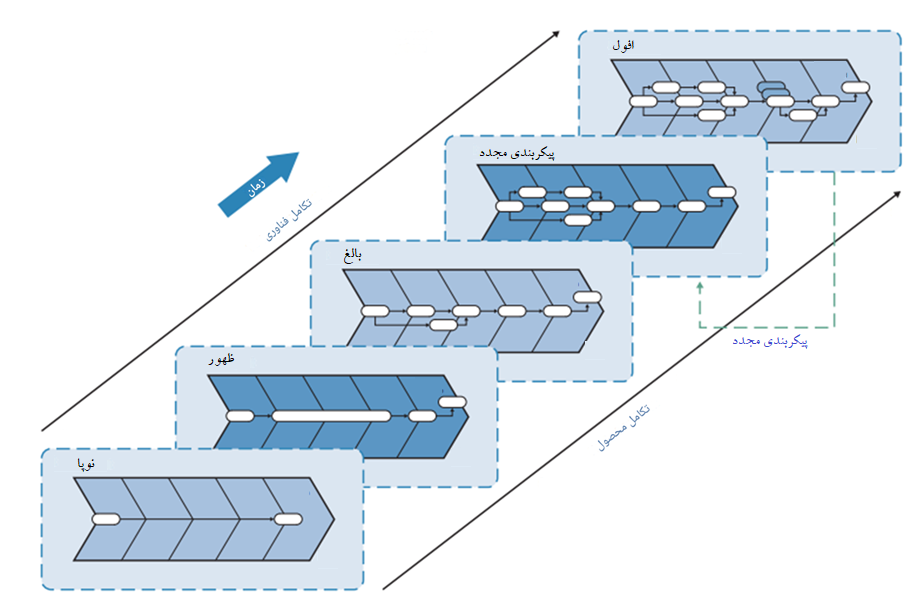 افول
پیکربندی مجدد
زمان
تکامل فناوری
بالغ
پیکربندی مجدد
ظهور
تکامل محصول
نوپا